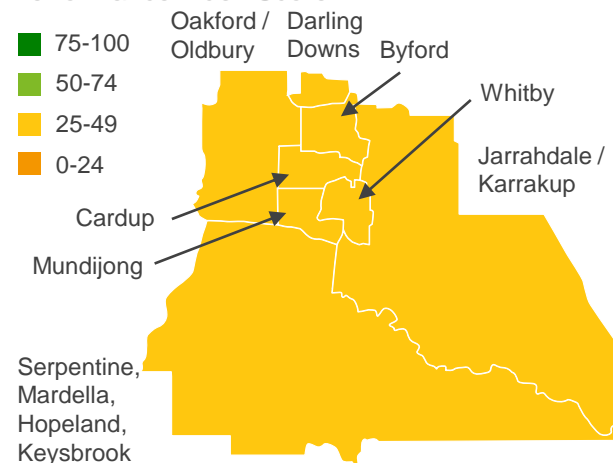 75-100
50-74
25-49
0-24
Oakford /
Oldbury
Darling
Downs
Byford
Whitby
Jarrahdale /
Karrakup
Cardup
Mundijong
Serpentine,
Mardella,
Hopeland,
Keysbrook